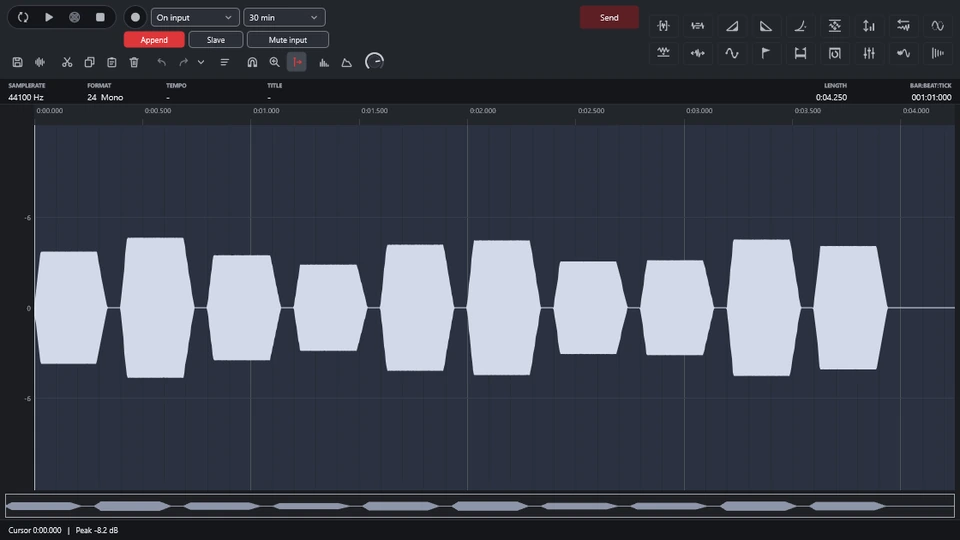 On input
30 min
Send
Append
Slave
Mute input
SAMPLERATE
FORMAT
TEMPO
TITLE
LENGTH
BAR:BEAT:TICK
44100 Hz
24 Mono
-
-
0:04.250
001:01:000
0:00.000
0:00.500
0:01.000
0:01.500
0:02.000
0:02.500
0:03.000
0:03.500
0:04.000
-6
0
-6
Cursor 0:00.000 | Peak -8.2 dB